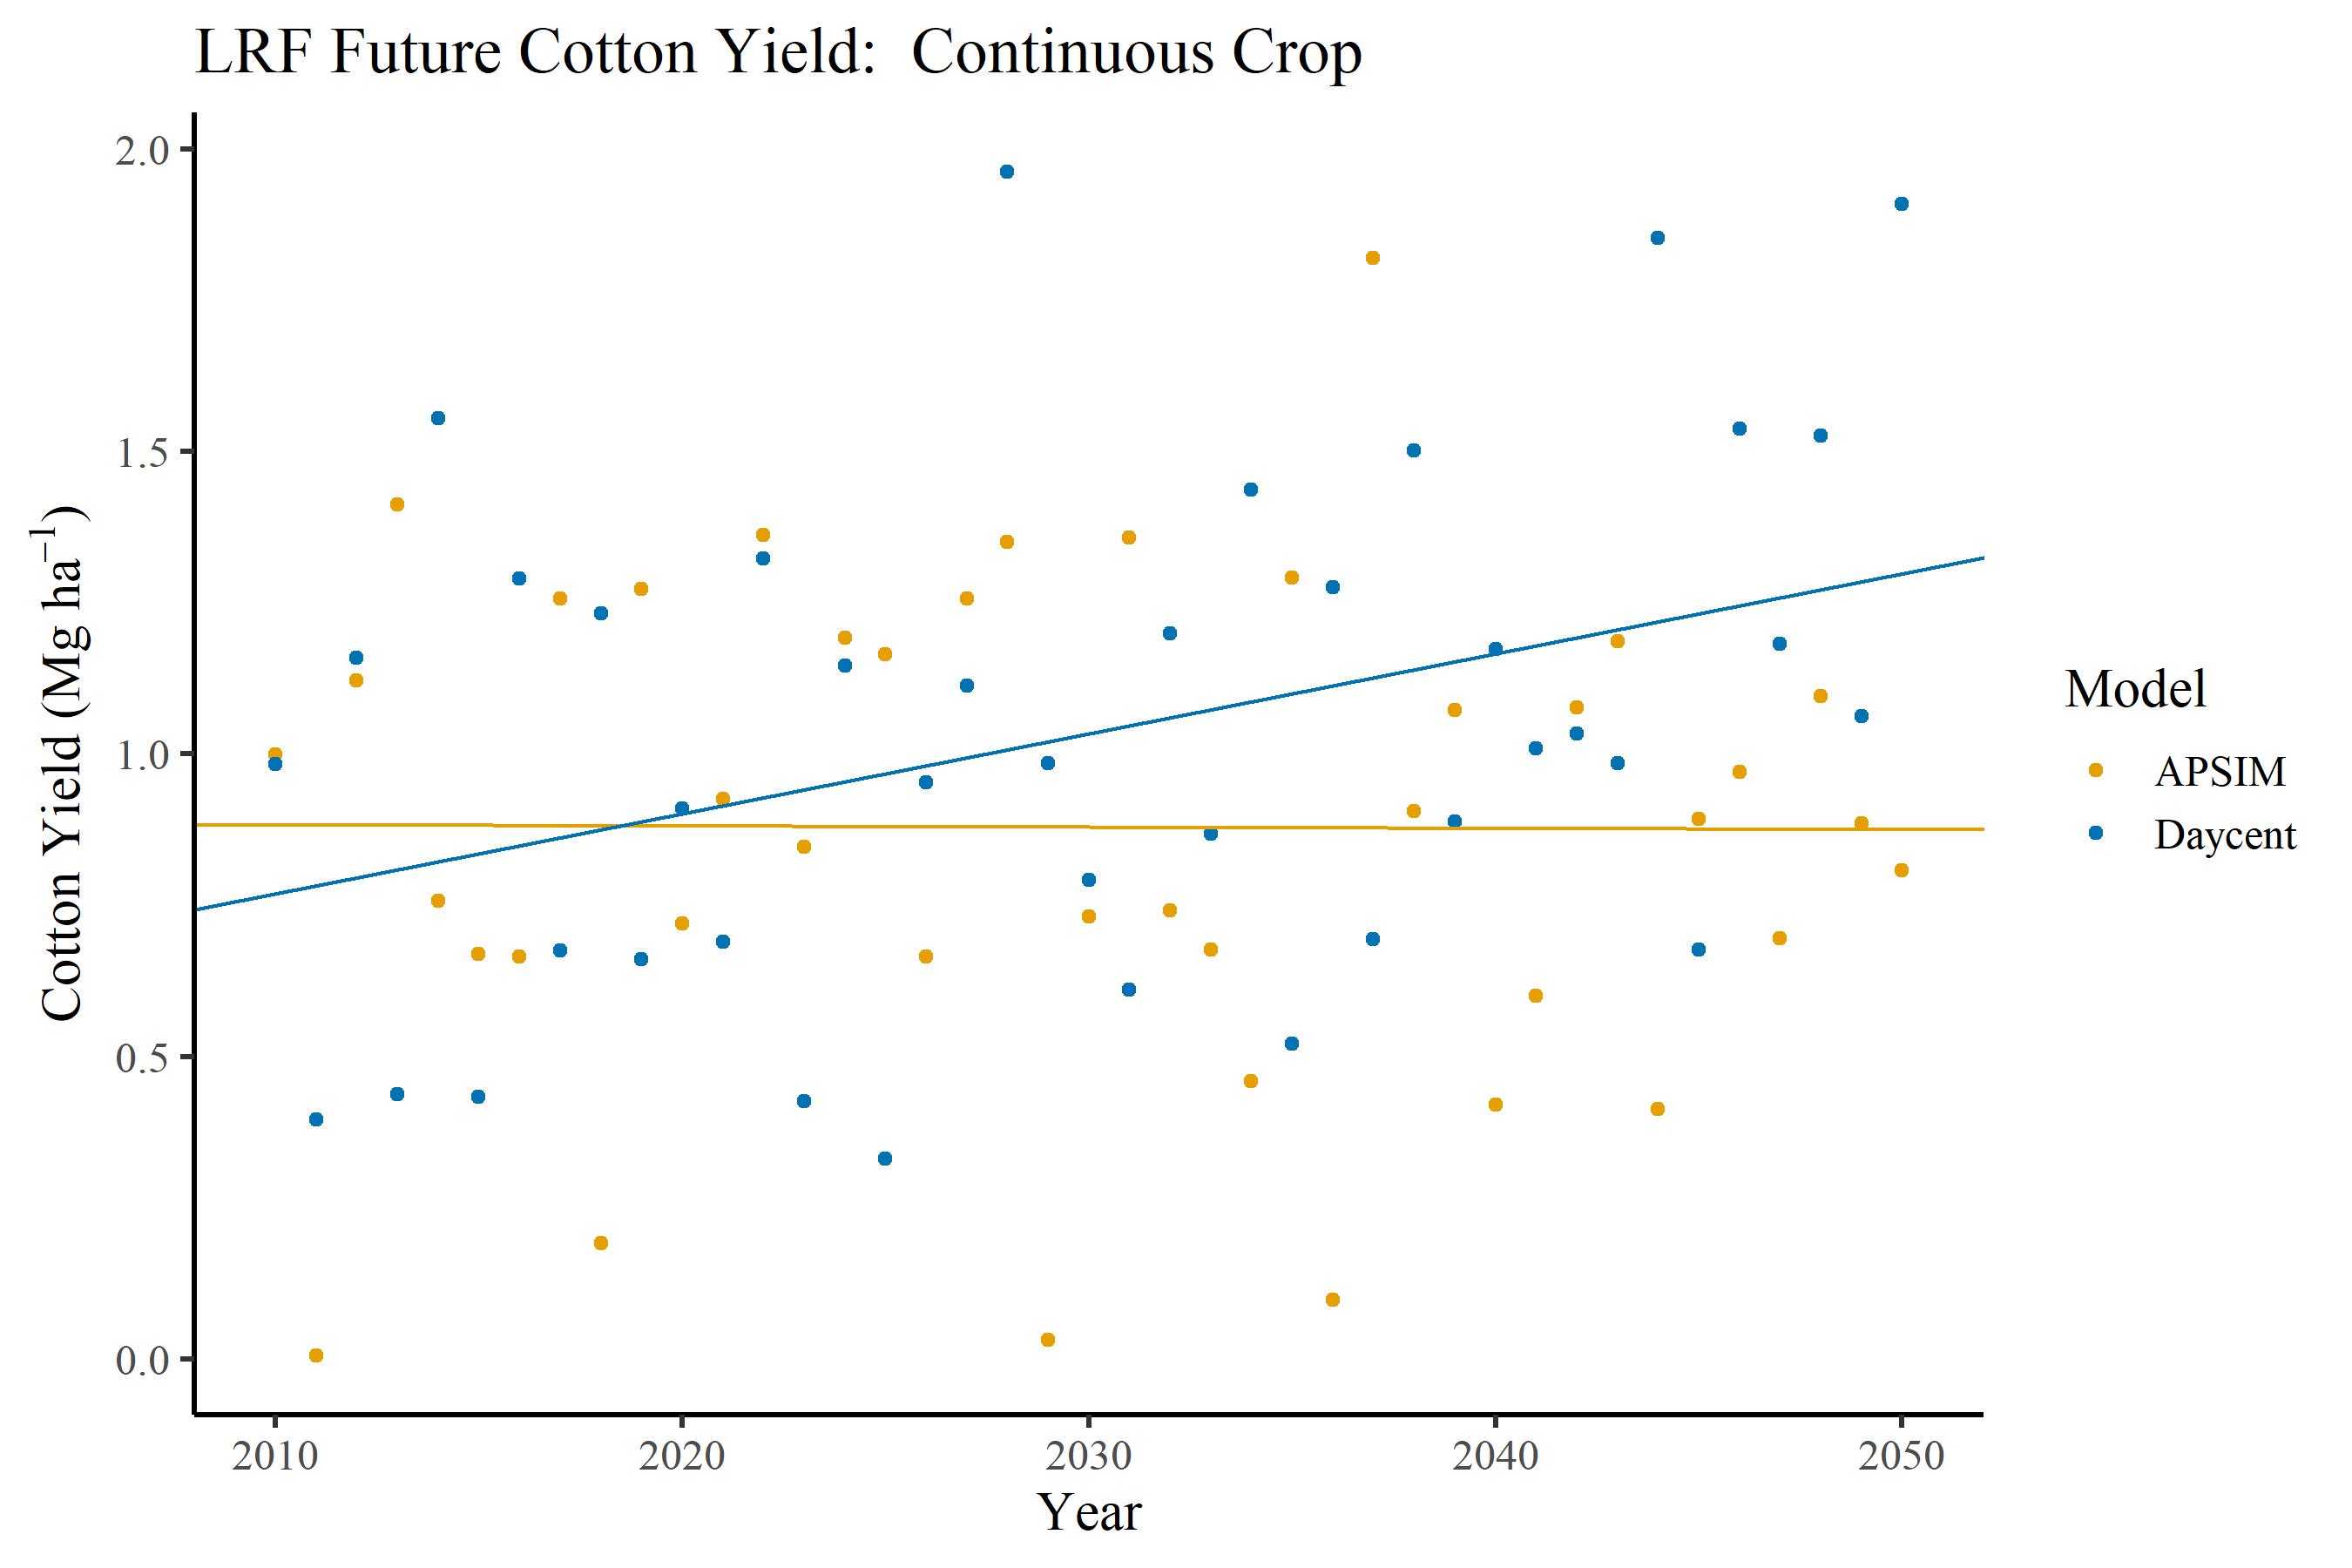 LRF Future Cotton Yield:  Continuous Crop
Cotton Yield (Mg ha⁻¹)
2.0
1.5
1.0
0.5
0.0
2010 2020 2030 2040 2050
Year
Model
APSIM
Daycent